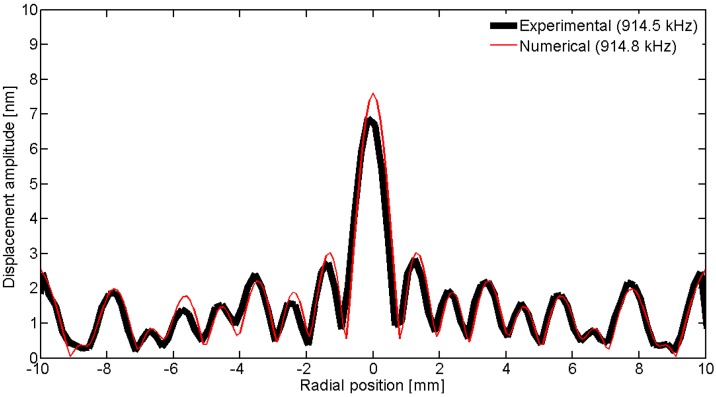 Experimental (914.5 kHz)
Numerical (914.8 kHz)
Displacement amplitude [nm]
10
9
8
7
6
5
4
3
2
1
0
-10 -8 -6 -4 -2 0 2 4 6 8 10
Radial position [mm]